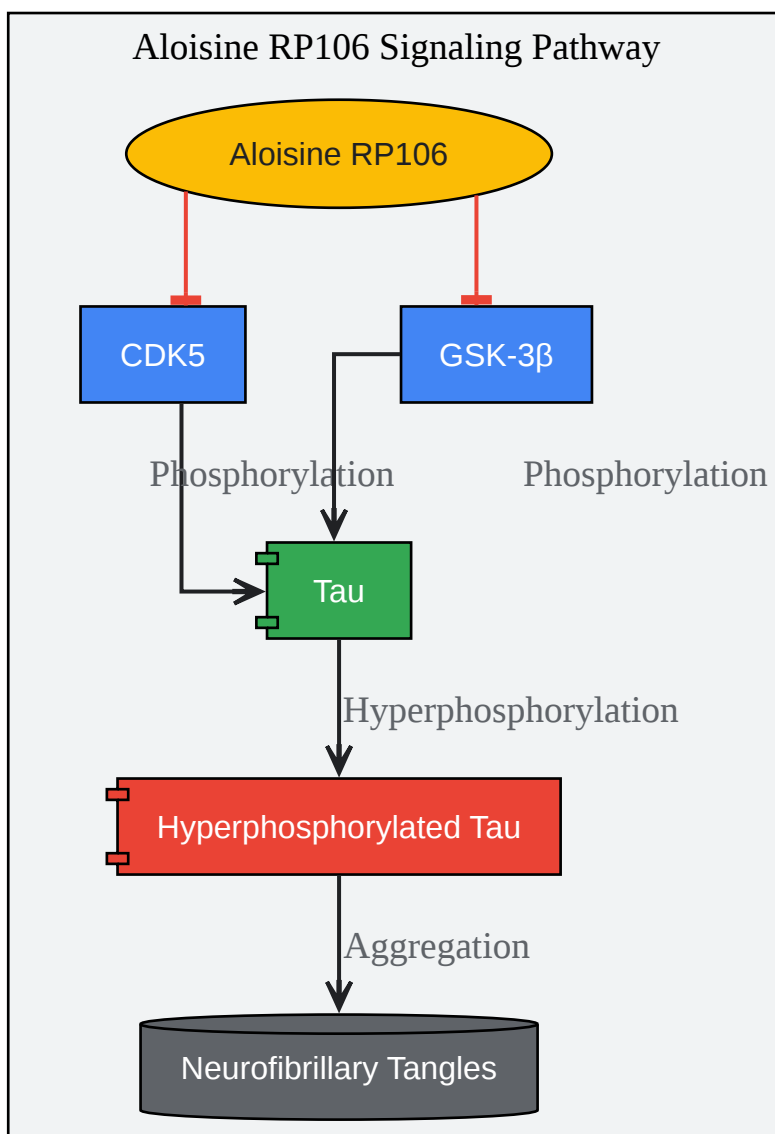 Aloisine RP106 Signaling Pathway
Aloisine RP106
CDK5
GSK-3β
Phosphorylation
Phosphorylation
Tau
Hyperphosphorylation
Hyperphosphorylated Tau
Aggregation
Neurofibrillary Tangles